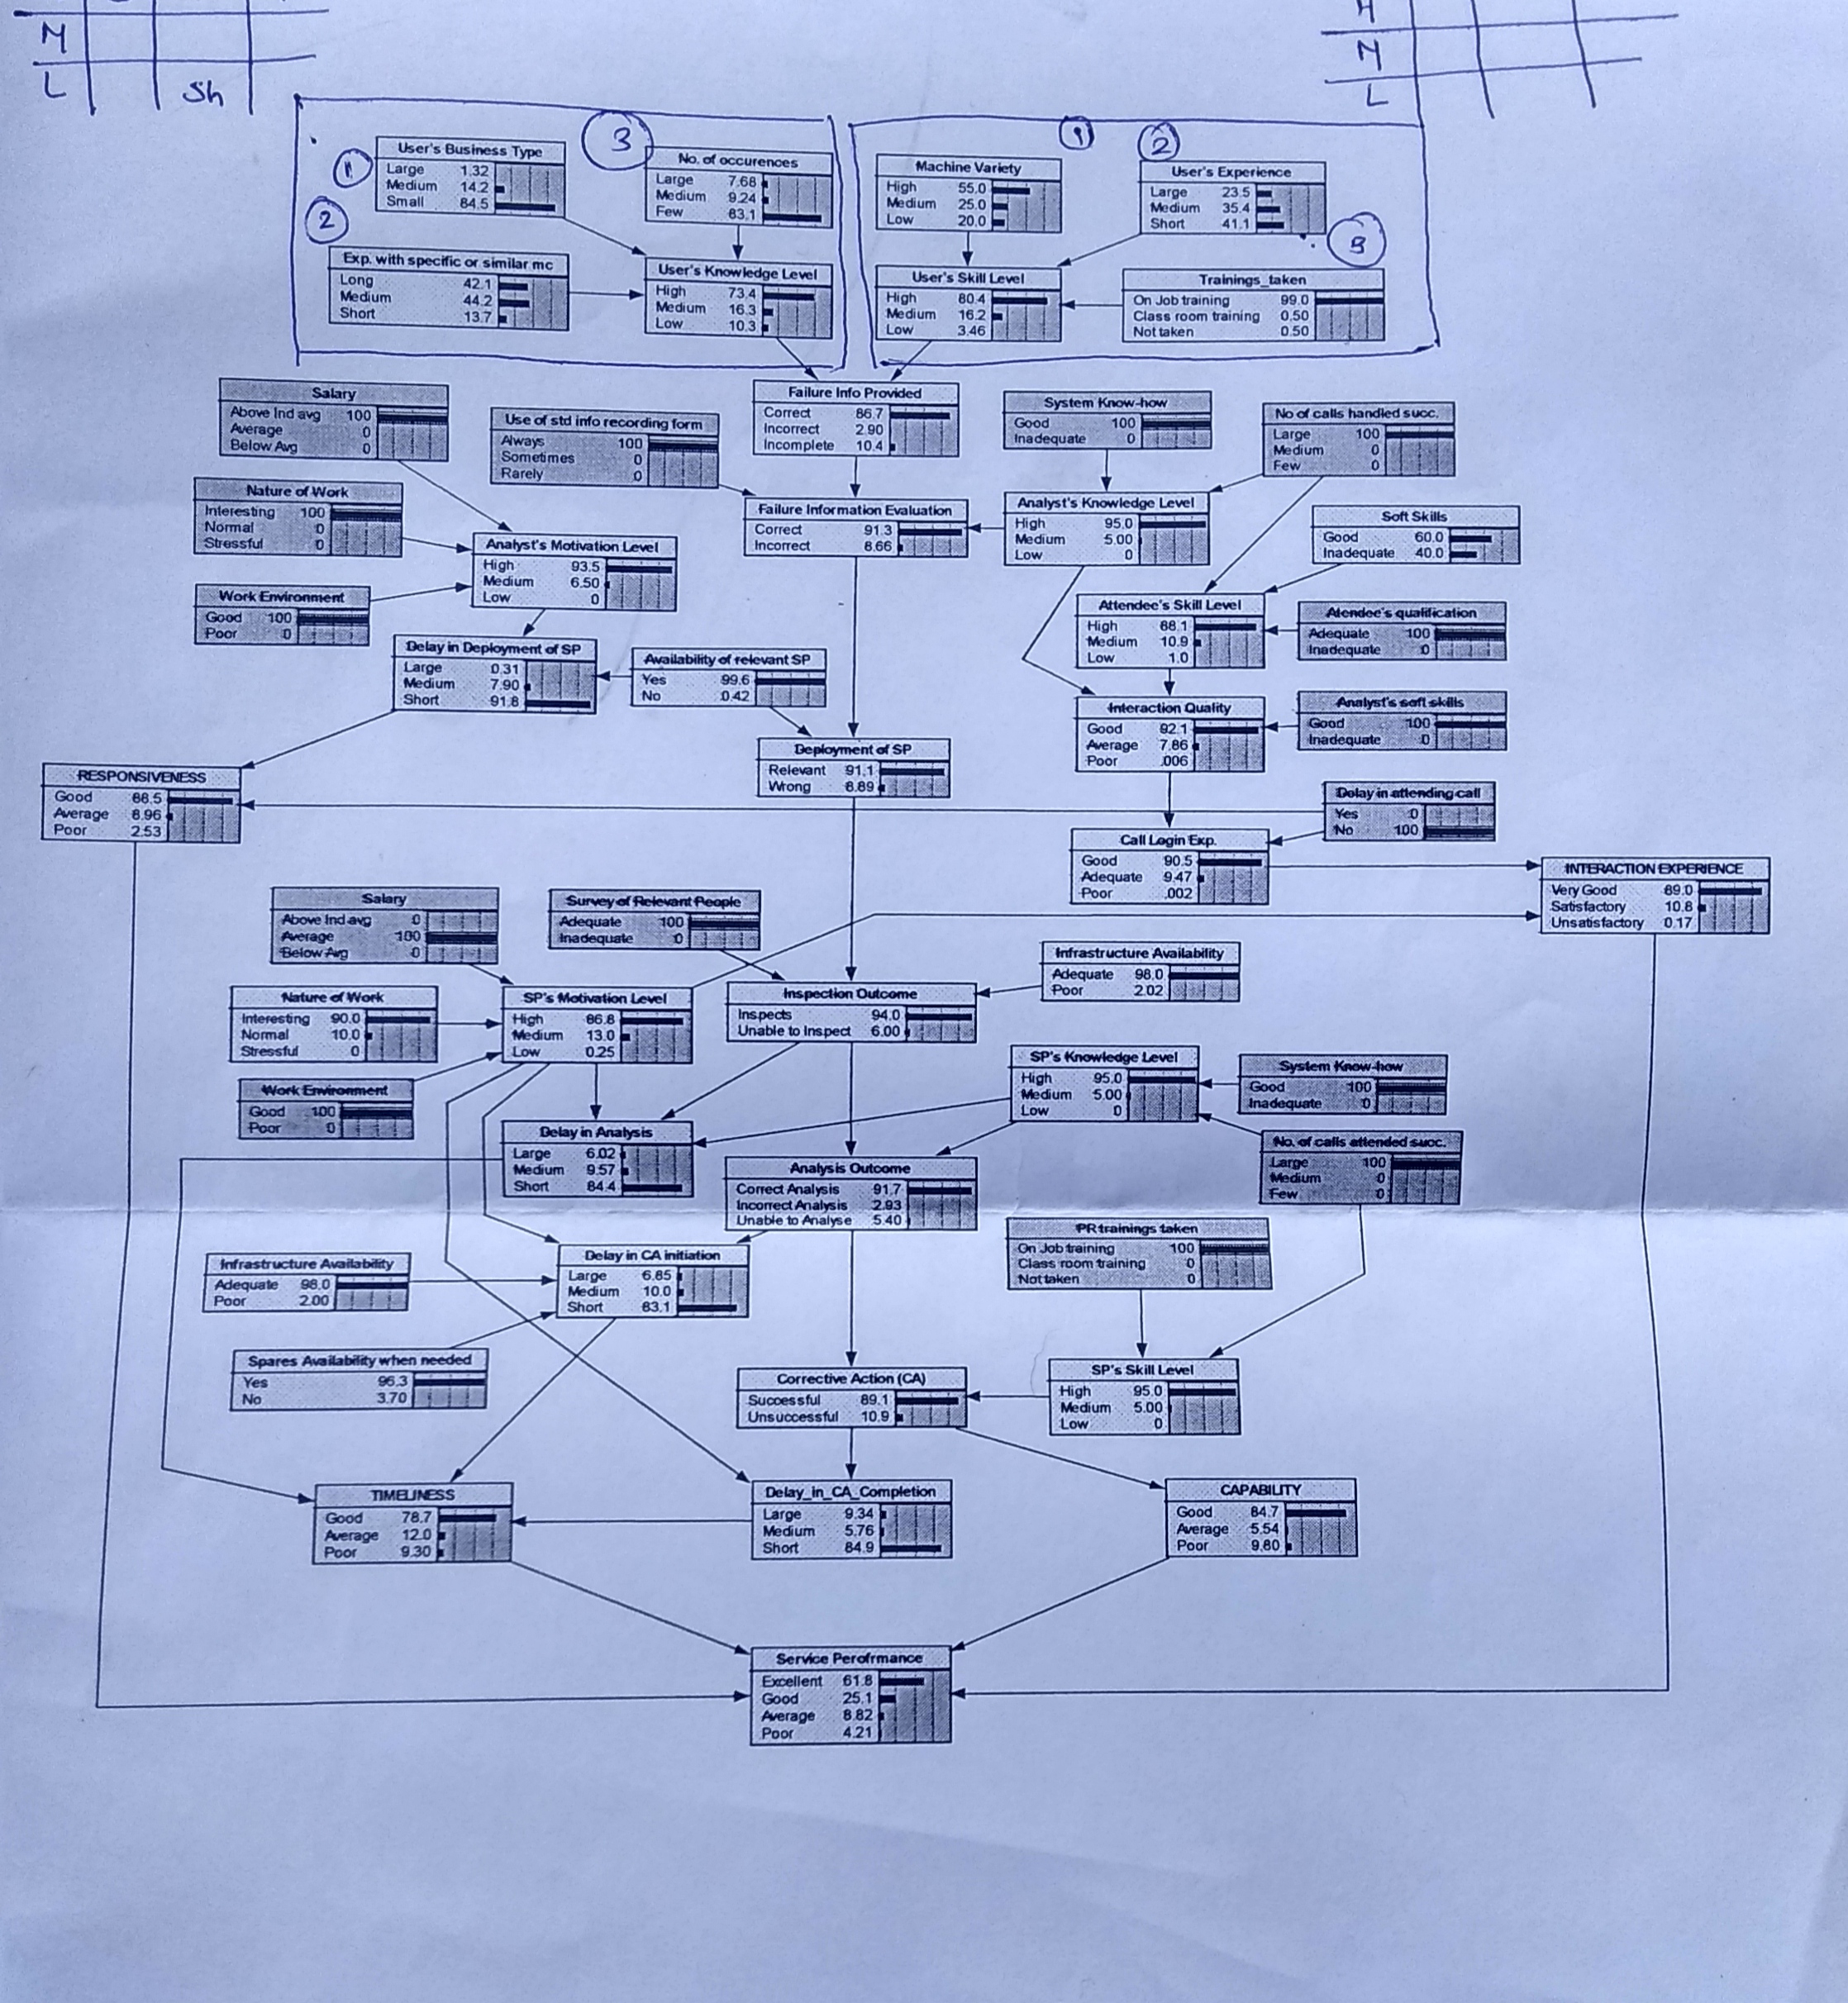 M
L Sh
H
M
L
1
2
3
User's Business Type
Large 1.32
Medium 14.2
Small 84.5
No. of occurences
Large 7.68
Medium 9.24
Few 83.1
Exp. with specific or similar mc
Long 42.1
Medium 44.2
Short 13.7
User's Knowledge Level
High 73.4
Medium 16.3
Low 10.3
1
2
3
Machine Variety
High 55.0
Medium 25.0
Low 20.0
User's Experience
Large 23.5
Medium 35.4
Short 41.1
User's Skill Level
High 80.4
Medium 16.2
Low 3.46
Trainings_taken
On Job training 99.0
Class room training 0.50
Not taken 0.50
Salary
Above Ind avg 100
Average 0
Below Avg 0
Use of std info recording form
Always 100
Sometimes 0
Rarely 0
Failure Info Provided
Correct 86.7
Incorrect 2.90
Incomplete 10.4
System Know-how
Good 100
Inadequate 0
No of calls handled succ.
Large 100
Medium 0
Few 0
Nature of Work
Interesting 100
Normal 0
Stressful 0
Analyst's Motivation Level
High 93.5
Medium 6.50
Low 0
Failure Information Evaluation
Correct 91.3
Incorrect 8.66
Analyst's Knowledge Level
High 95.0
Medium 5.00
Low 0
Soft Skills
Good 60.0
Inadequate 40.0
Work Environment
Good 100
Poor 0
Attendee's Skill Level
High 88.1
Medium 10.9
Low 1.0
Atendee's qualification
Adequate 100
Inadequate 0
Delay in Deployment of SP
Large 0.31
Medium 7.90
Short 91.8
Availability of relevant SP
Yes 99.6
No 0.42
Interaction Quality
Good 92.1
Average 7.86
Poor .006
Analyst's soft skills
Good 100
Inadequate 0
Deployment of SP
Relevant 91.1
Wrong 8.89
RESPONSIVENESS
Good 88.5
Average 8.96
Poor 2.53
Delay in attending call
Yes 0
No 100
Call Login Exp.
Good 90.5
Adequate 9.47
Poor .002
INTERACTION EXPERIENCE
Very Good 89.0
Satisfactory 10.8
Unsatisfactory 0.17
Salary
Above Ind avg 0
Average 100
Below Avg 0
Survey of Relevant People
Adequate 100
Inadequate 0
Infrastructure Availability
Adequate 98.0
Poor 2.02
Nature of Work
Interesting 90.0
Normal 10.0
Stressful 0
SP's Motivation Level
High 86.8
Medium 13.0
Low 0.25
Inspection Outcome
Inspects 94.0
Unable to Inspect 6.00
Work Environment
Good 100
Poor 0
SP's Knowledge Level
High 95.0
Medium 5.00
Low 0
System Know-how
Good 100
Inadequate 0
Delay in Analysis
Large 6.02
Medium 9.57
Short 84.4
Analysis Outcome
Correct Analysis 91.7
Incorrect Analysis 2.93
Unable to Analyse 5.40
No. of calls attended succ.
Large 100
Medium 0
Few 0
PR trainings taken
On Job training 100
Class room training 0
Not taken 0
Infrastructure Availability
Adequate 98.0
Poor 2.00
Delay in CA initiation
Large 6.85
Medium 10.0
Short 83.1
Spares Availability when needed
Yes 96.3
No 3.70
Corrective Action (CA)
Successful 89.1
Unsuccessful 10.9
SP's Skill Level
High 95.0
Medium 5.00
Low 0
TIMELINESS
Good 78.7
Average 12.0
Poor 9.30
Delay_in_CA_Completion
Large 9.34
Medium 5.76
Short 84.9
CAPABILITY
Good 84.7
Average 5.54
Poor 9.80
Service Perofrmance
Excellent 61.8
Good 25.1
Average 8.82
Poor 4.21